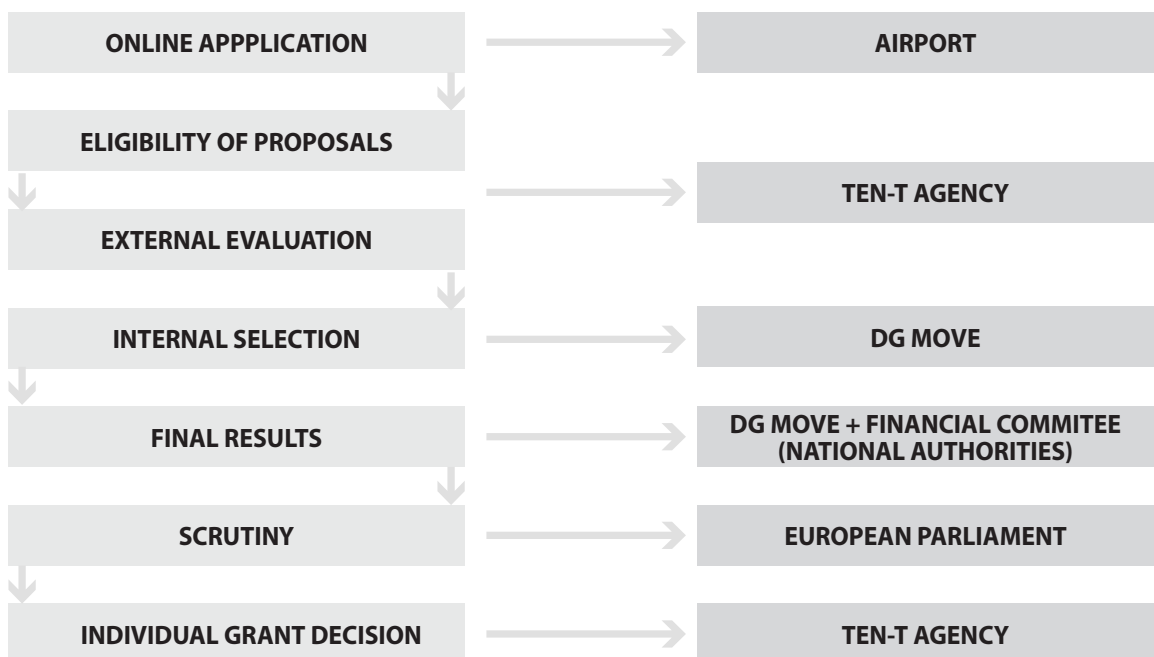 ONLINE APPPLICATION
AIRPORT
ELIGIBILITY OF PROPOSALS
TEN-T AGENCY
EXTERNAL EVALUATION
INTERNAL SELECTION
DG MOVE
FINAL RESULTS
DG MOVE + FINANCIAL COMMITEE
(NATIONAL AUTHORITIES)
SCRUTINY
EUROPEAN PARLIAMENT
INDIVIDUAL GRANT DECISION
TEN-T AGENCY